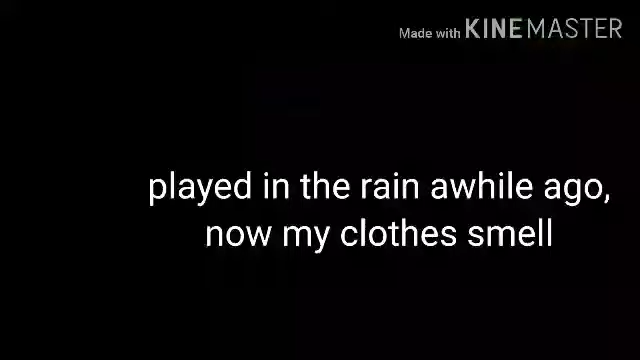 Made with KINEMASTER
played in the rain awhile ago,
now my clothes smell